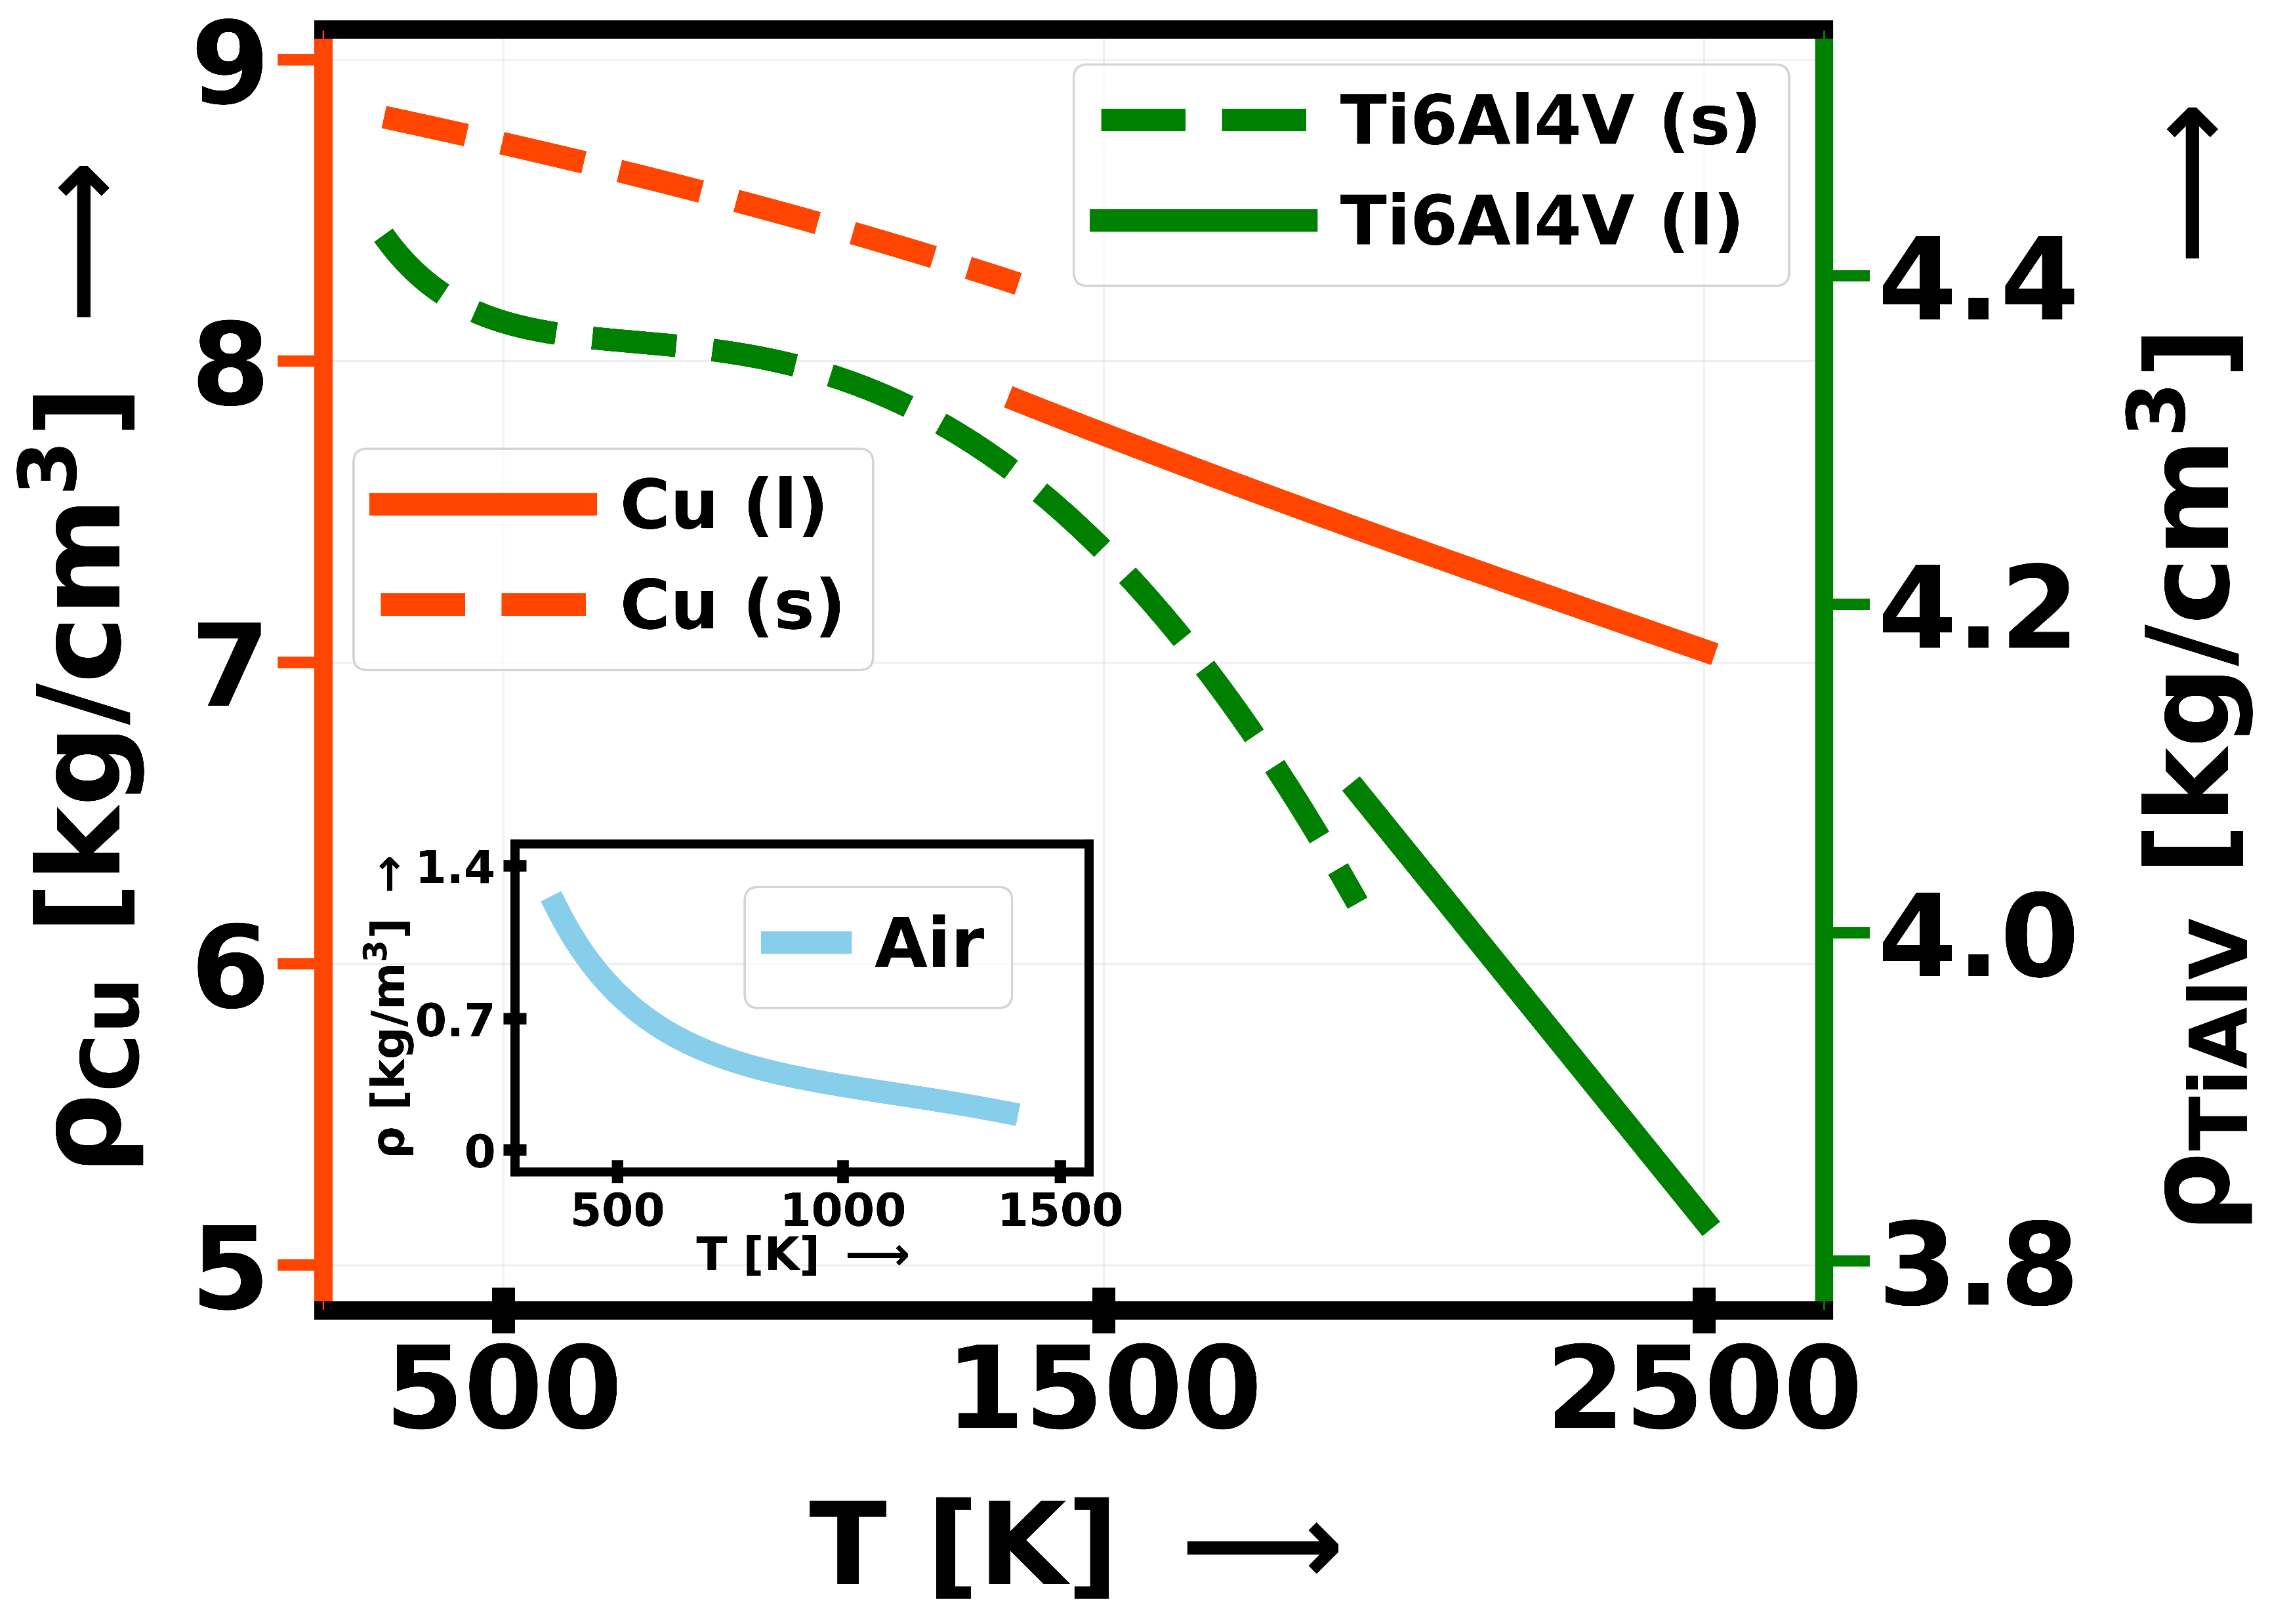 ρCu [kg/cm³] ⟶
9
8
7
6
5
Ti6Al4V (s)
Ti6Al4V (l)
Cu (l)
Cu (s)
ρ [kg/m³] →
1.4
0.7
0
Air
500 1000 1500
T [K] ⟶
4.4
4.2
4.0
3.8
ρTiAlV [kg/cm³] ⟶
500 1500 2500
T [K] ⟶